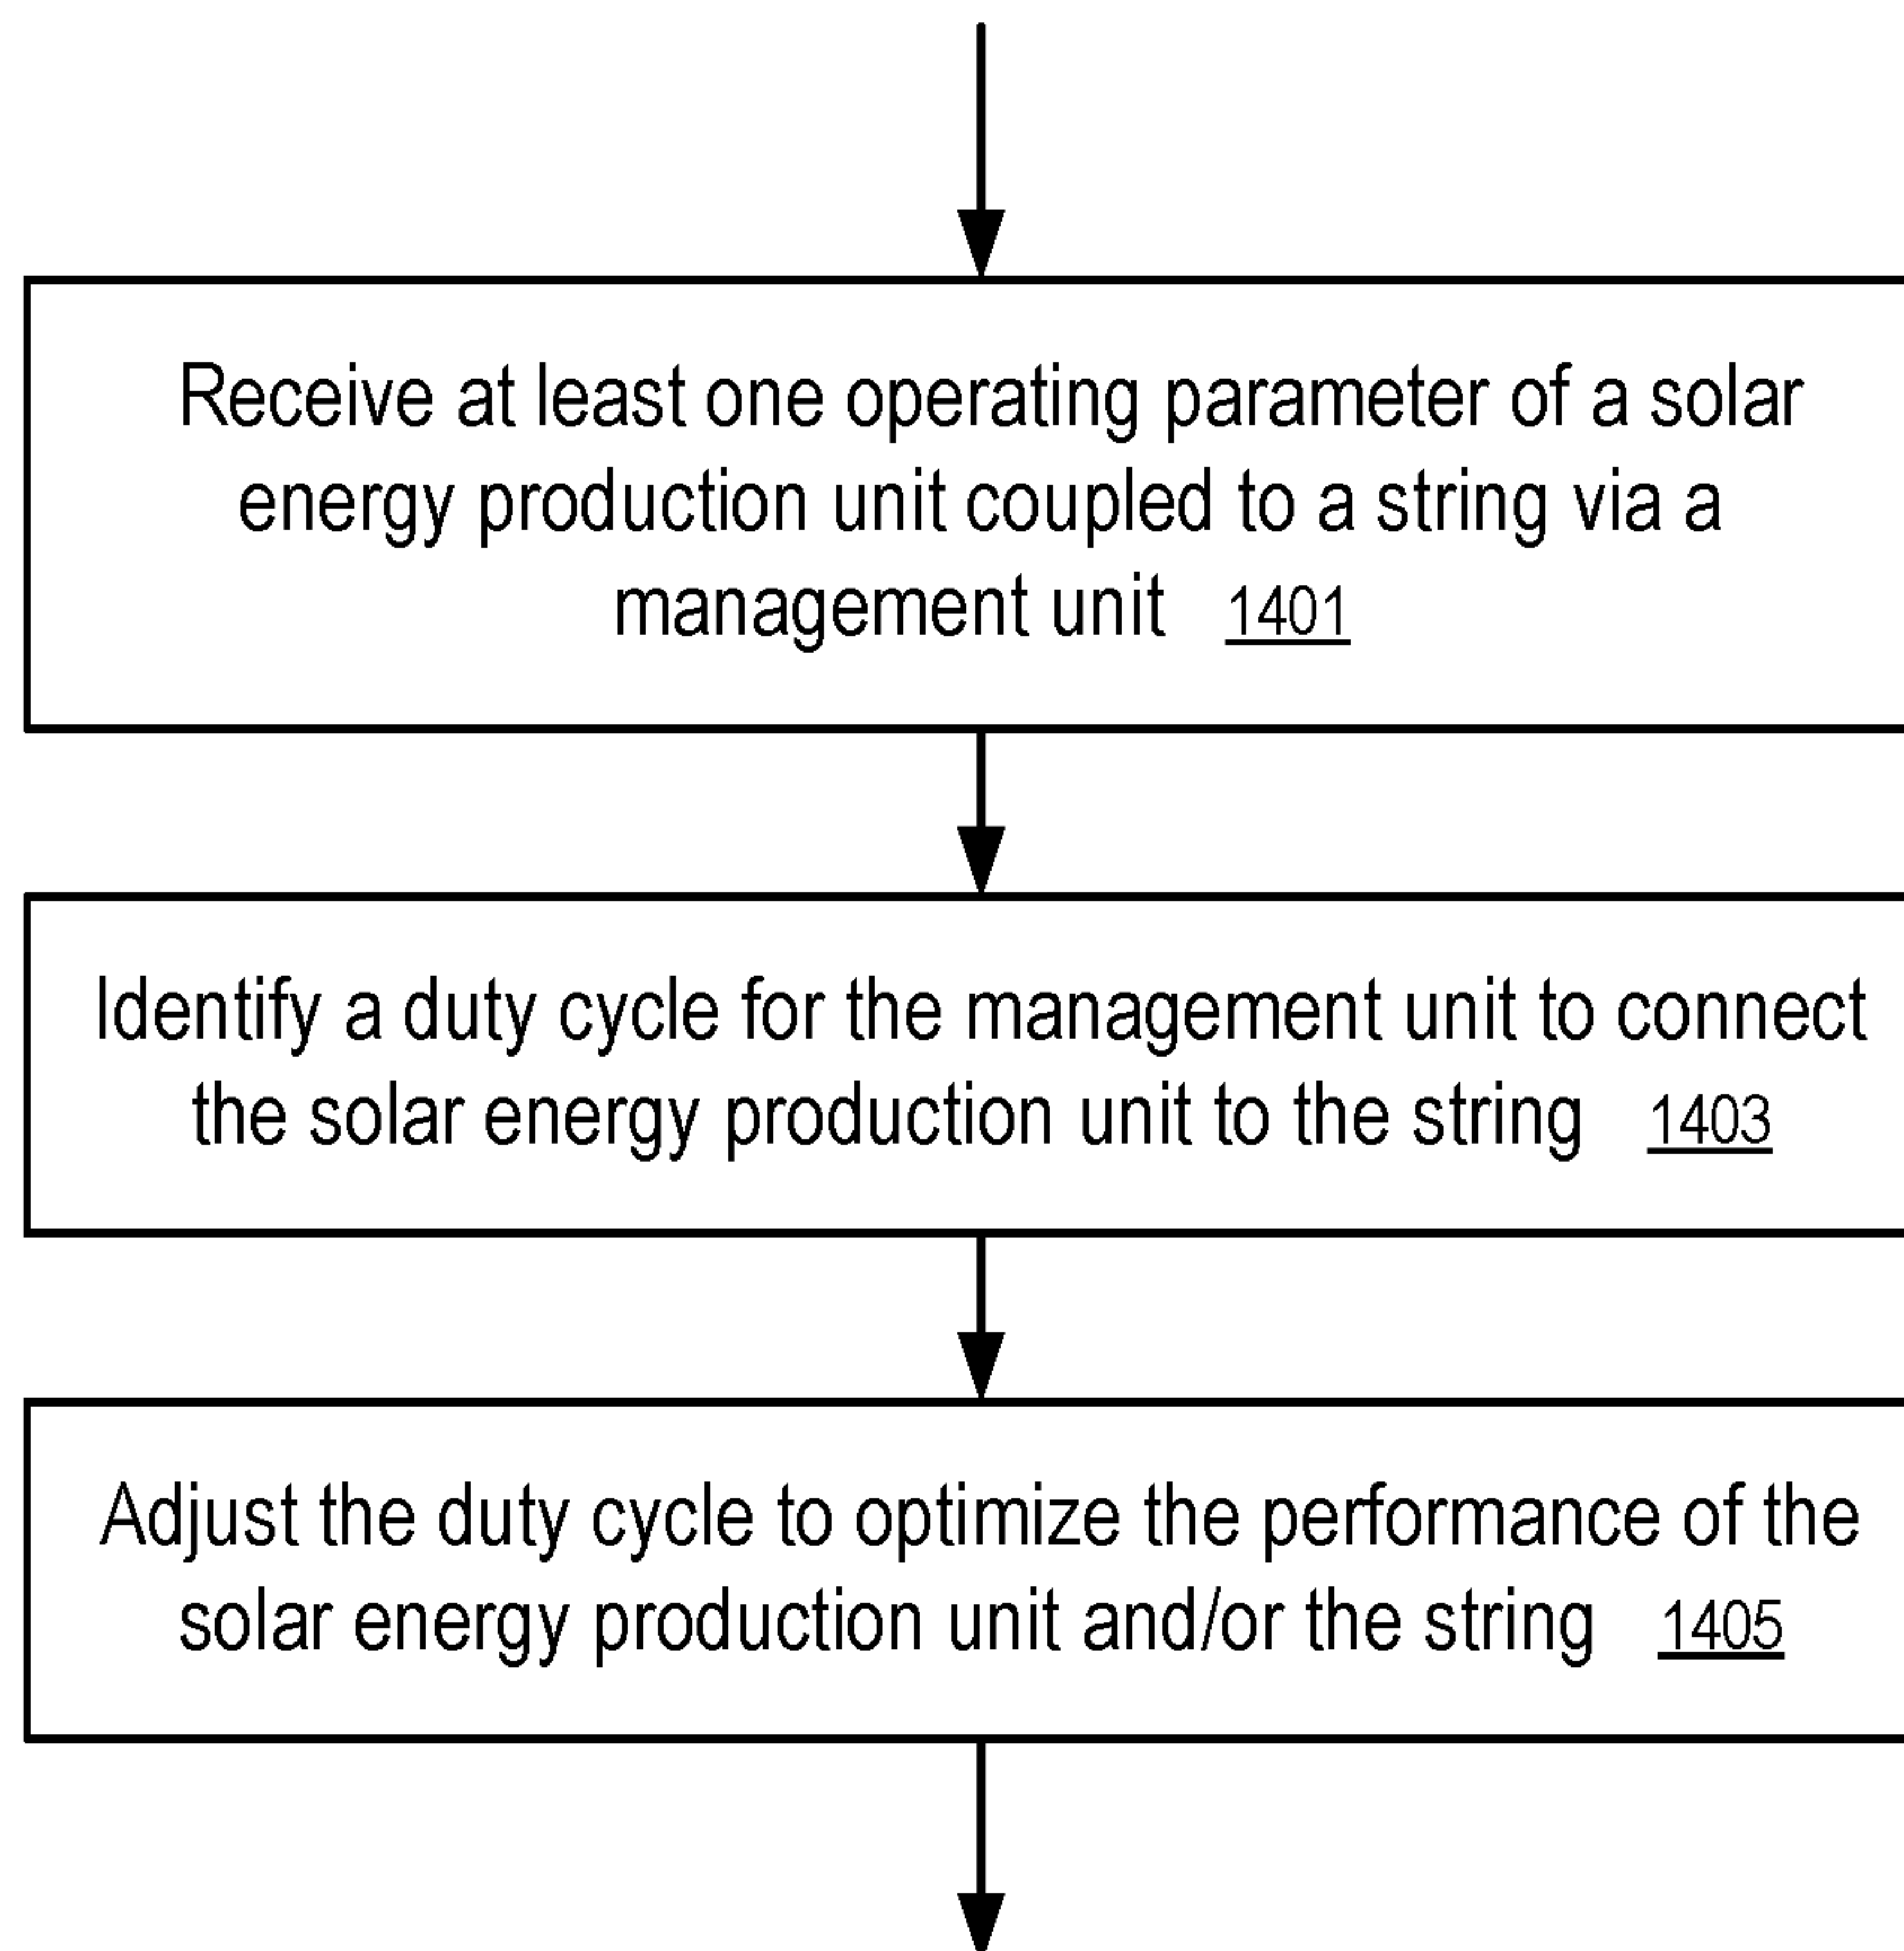 Receive at least one operating parameter of a solar
energy production unit coupled to a string via a
management unit 1401
Identify a duty cycle for the management unit to connect
the solar energy production unit to the string 1403
Adjust the duty cycle to optimize the performance of the
solar energy production unit and/or the string 1405